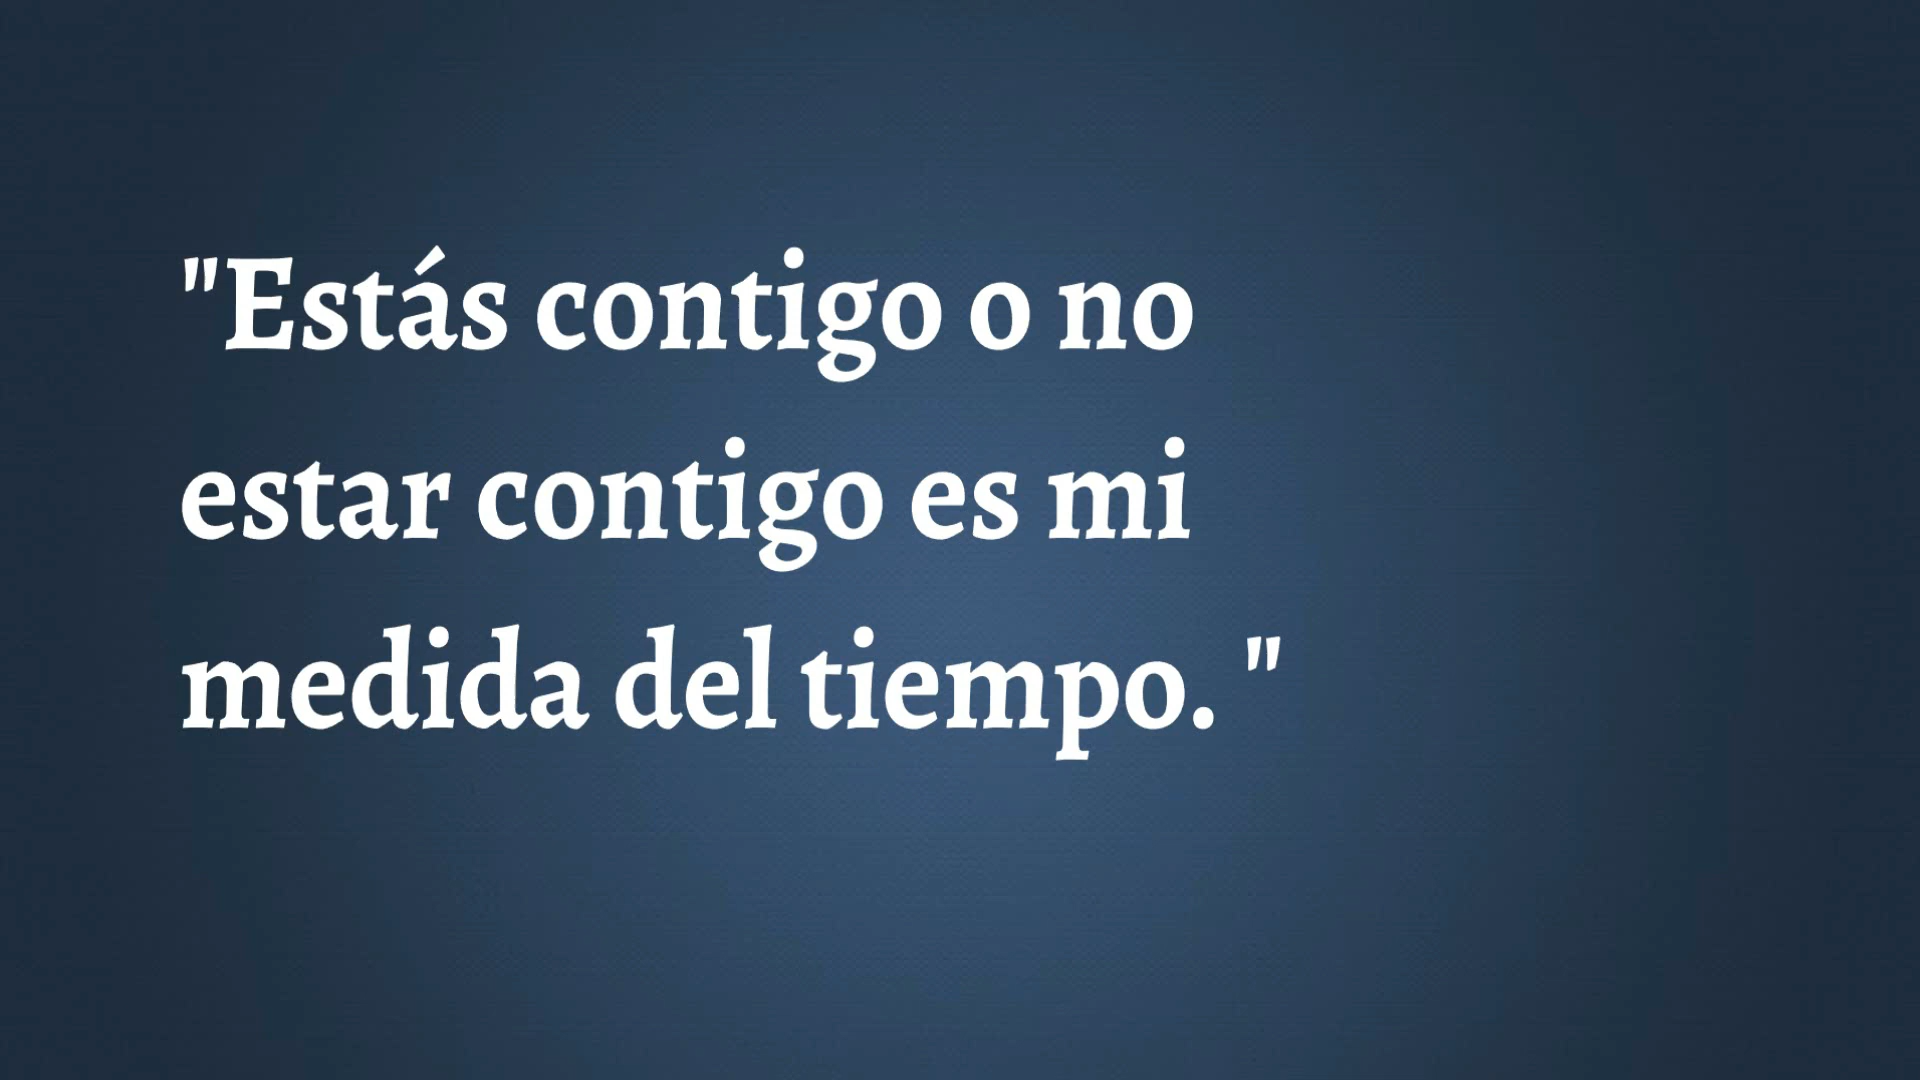 "Estás contigo o no
estar contigo es mi
medida del tiempo. "